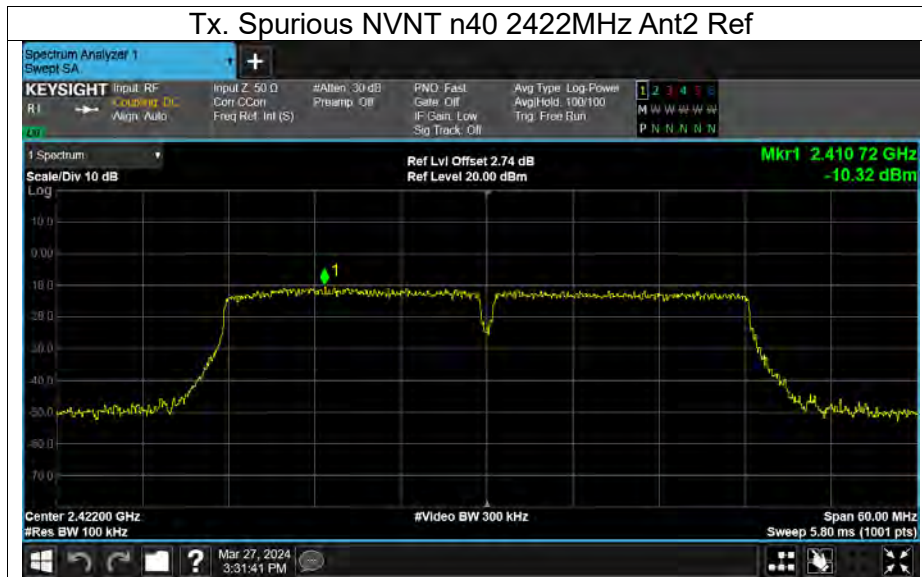 Tx. Spurious NVNT n40 2422MHz Ant2 Ref
Spectrum Analyzer 1
Swept SA
+
KEYSIGHT Input: RF
Coupling: DC
Align: Auto
Input Z: 50 Ω
Corr CCorr
Freq Ref: Int (S)
#Atten: 30 dB
Preamp: Off
PNO: Fast
Gate: Off
IF Gain: Low
Sig Track: Off
Avg Type: Log-Power
Avg|Hold: 100/100
Trig: Free Run
1 2 3 4 5 6
M W W W W W
P N N N N N
1 Spectrum
Scale/Div 10 dB
Log
Ref Lvl Offset 2.74 dB
Ref Level 20.00 dBm
Mkr1 2.410 72 GHz
-10.32 dBm
10.0
0.00
-10.0
-20.0
-30.0
-40.0
-50.0
-60.0
-70.0
1
Center 2.42200 GHz
#Res BW 100 kHz
#Video BW 300 kHz
Span 60.00 MHz
Sweep 5.80 ms (1001 pts)
?
Mar 27, 2024
3:31:41 PM